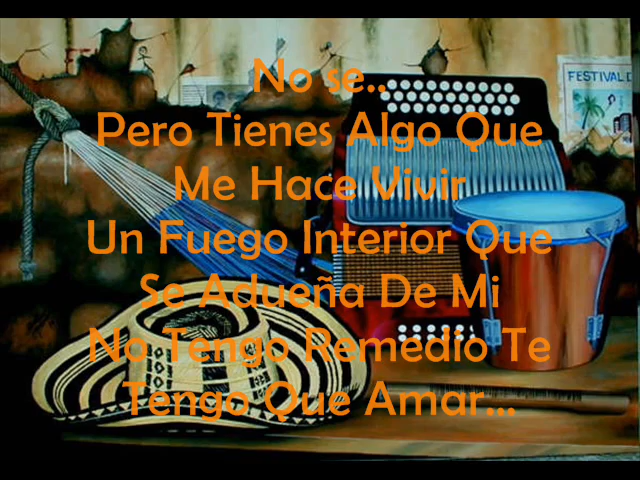 FESTIVAL D
No se..
Pero Tienes Algo Que
Me Hace Vivir
Un Fuego Interior Que
Se Adueña De Mi
No Tengo Remedio Te
Tengo Que Amar...